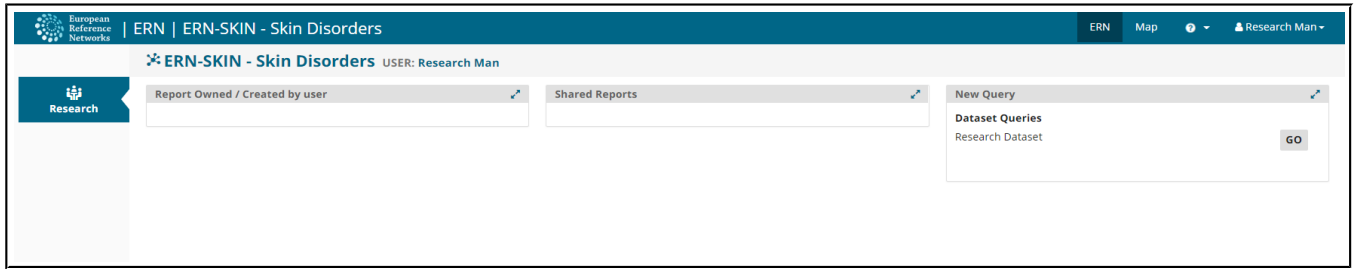 European
Reference
Networks
| ERN | ERN-SKIN - Skin Disorders
ERN
Map
Research Man
ERN-SKIN - Skin Disorders USER: Research Man
Research
Report Owned / Created by user
Shared Reports
New Query
Dataset Queries
Research Dataset
GO